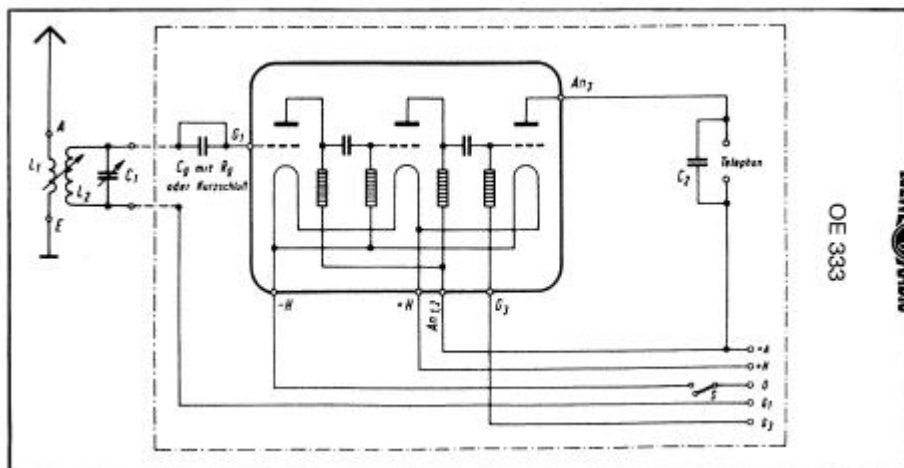 A
L1
L2
C1
E
G1
Cg mit Rg
oder Kurzschluß
An3
C2
Telephon
-H
+H
An1,2
G3
+A
+H
0
S
G1
G3
OE 333